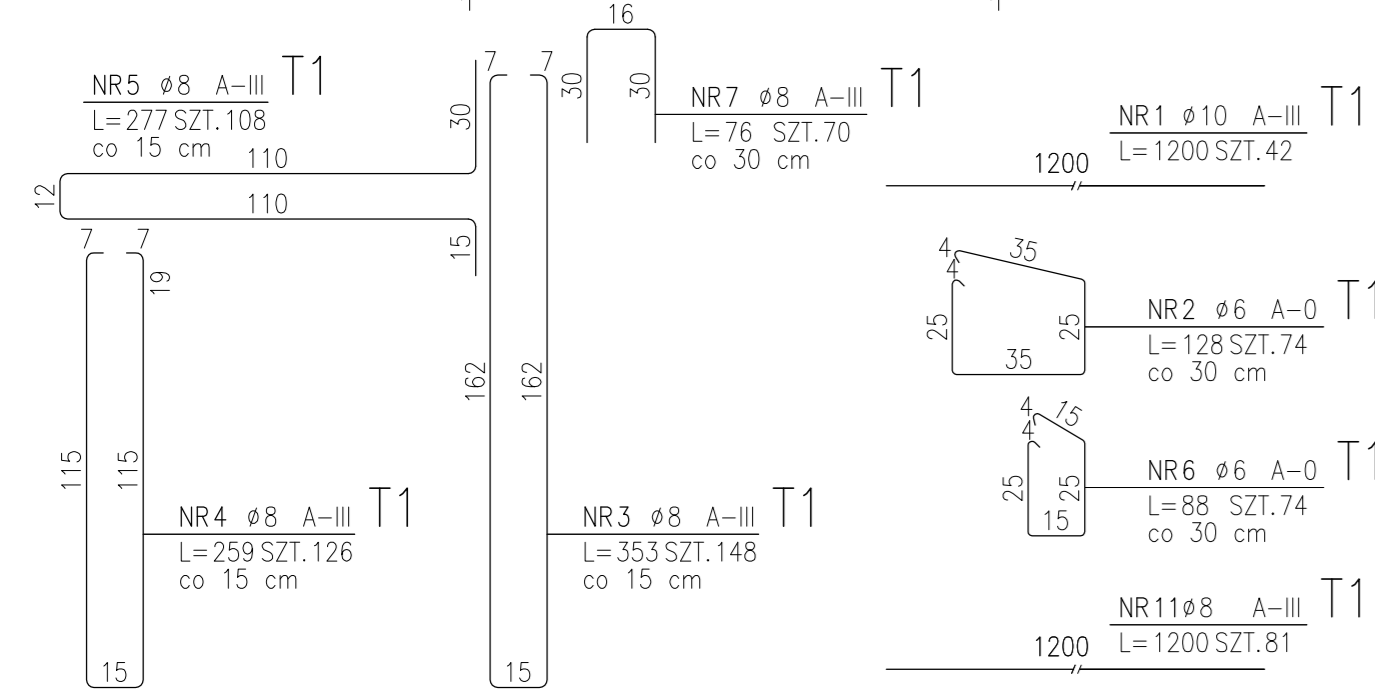 16
7 7
30 30
NR5 ø8 A-III T1
L=277 SZT.108
co 15 cm
30
NR7 ø8 A-III T1
L=76 SZT.70
co 30 cm
NR1 ø10 A-III T1
L=1200 SZT.42
1200
110
12
110
15
7 7
19
4 35
4
25 25
35
NR2 ø6 A-0 T1
L=128 SZT.74
co 30 cm
162 162
4 15
4
25 25
15
NR6 ø6 A-0 T1
L=88 SZT.74
co 30 cm
115 115
NR4 ø8 A-III T1
L=259 SZT.126
co 15 cm
NR3 ø8 A-III T1
L=353 SZT.148
co 15 cm
NR11ø8 A-III T1
L=1200 SZT.81
1200
15
15